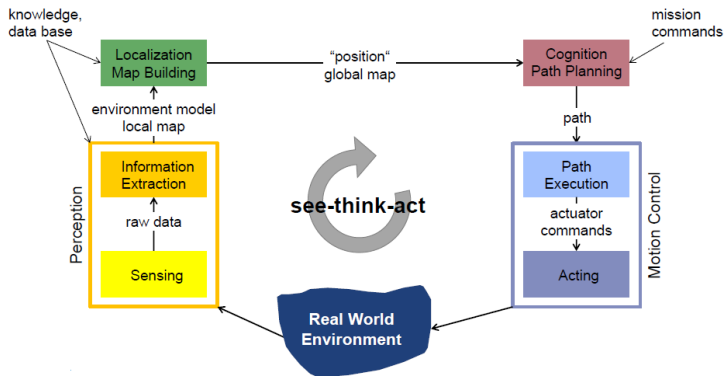 knowledge,
data base
mission
commands
Localization
Map Building
“position“
global map
Cognition
Path Planning
environment model
local map
path
Perception
Information
Extraction
raw data
Sensing
see-think-act
Path
Execution
actuator
commands
Acting
Motion Control
Real World
Environment